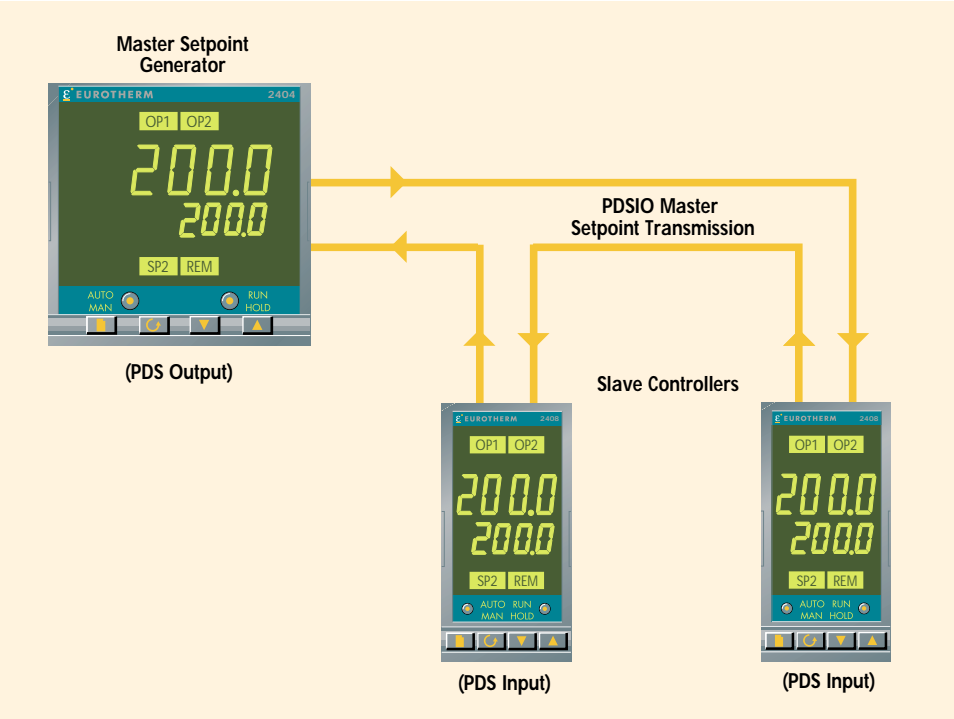 Master Setpoint
Generator
EUROTHERM 2404
OP1 OP2
200.0
200.0
SP2 REM
AUTO
MAN
RUN
HOLD
(PDS Output)
PDSIO Master
Setpoint Transmission
Slave Controllers
EUROTHERM 2408
OP1 OP2
200.0
200.0
SP2 REM
AUTO RUN
MAN HOLD
(PDS Input)
EUROTHERM 2408
OP1 OP2
200.0
200.0
SP2 REM
AUTO RUN
MAN HOLD
(PDS Input)